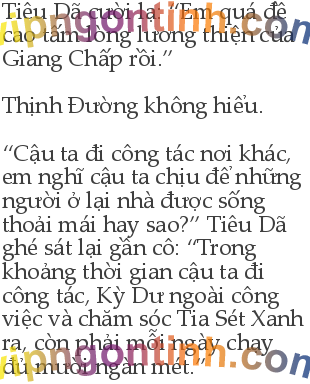 Tiêu Dã cười lạ: “Em quá đề
cao tấm lòng lương thiện của
Giang Chấp rồi.”
Thịnh Đường không hiểu.
“Cậu ta đi công tác nơi khác,
em nghĩ cậu ta chịu để những
người ở lại nhà được sống
thoải mái hay sao?” Tiêu Dã
ghé sát lại gần cô: “Trong
khoảng thời gian cậu ta đi
công tác, Kỳ Dư ngoài công
việc và chăm sóc Tia Sét Xanh
ra, còn phải mỗi ngày chạy
đủ mười ngàn mét.”
vipngontinh.com
vipngontinh.com